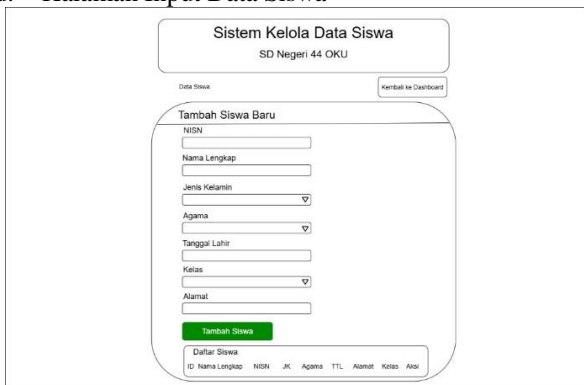 Halaman Input Data Siswa
Sistem Kelola Data Siswa
SD Negeri 44 OKU
Data Siswa Kembali ke Dashboard
Tambah Siswa Baru
NISN
Nama Lengkap
Jenis Kelamin
Agama
Tanggal Lahir
Kelas
Alamat
Tambah Siswa
Daftar Siswa
ID Nama Lengkap NISN JK Agama TTL Alamat Kelas Aksi